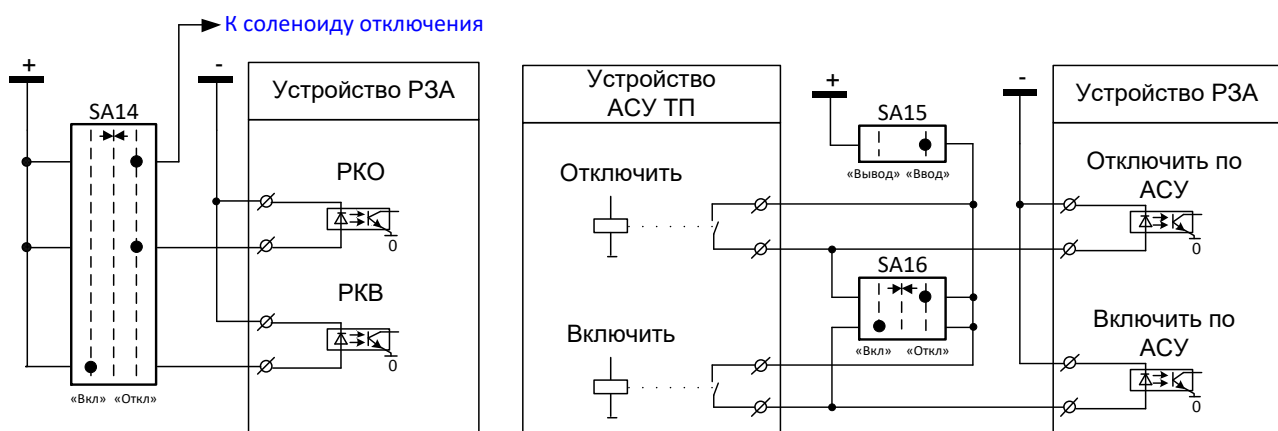 К соленоиду отключения
+
-
Устройство РЗА
SA14
РКО
0
РКВ
0
«Вкл» «Откл»
Устройство
АСУ ТП
Отключить
Включить
+
SA15
«Вывод» «Ввод»
SA16
«Вкл» «Откл»
-
Устройство РЗА
Отключить по
АСУ
0
Включить по
АСУ
0